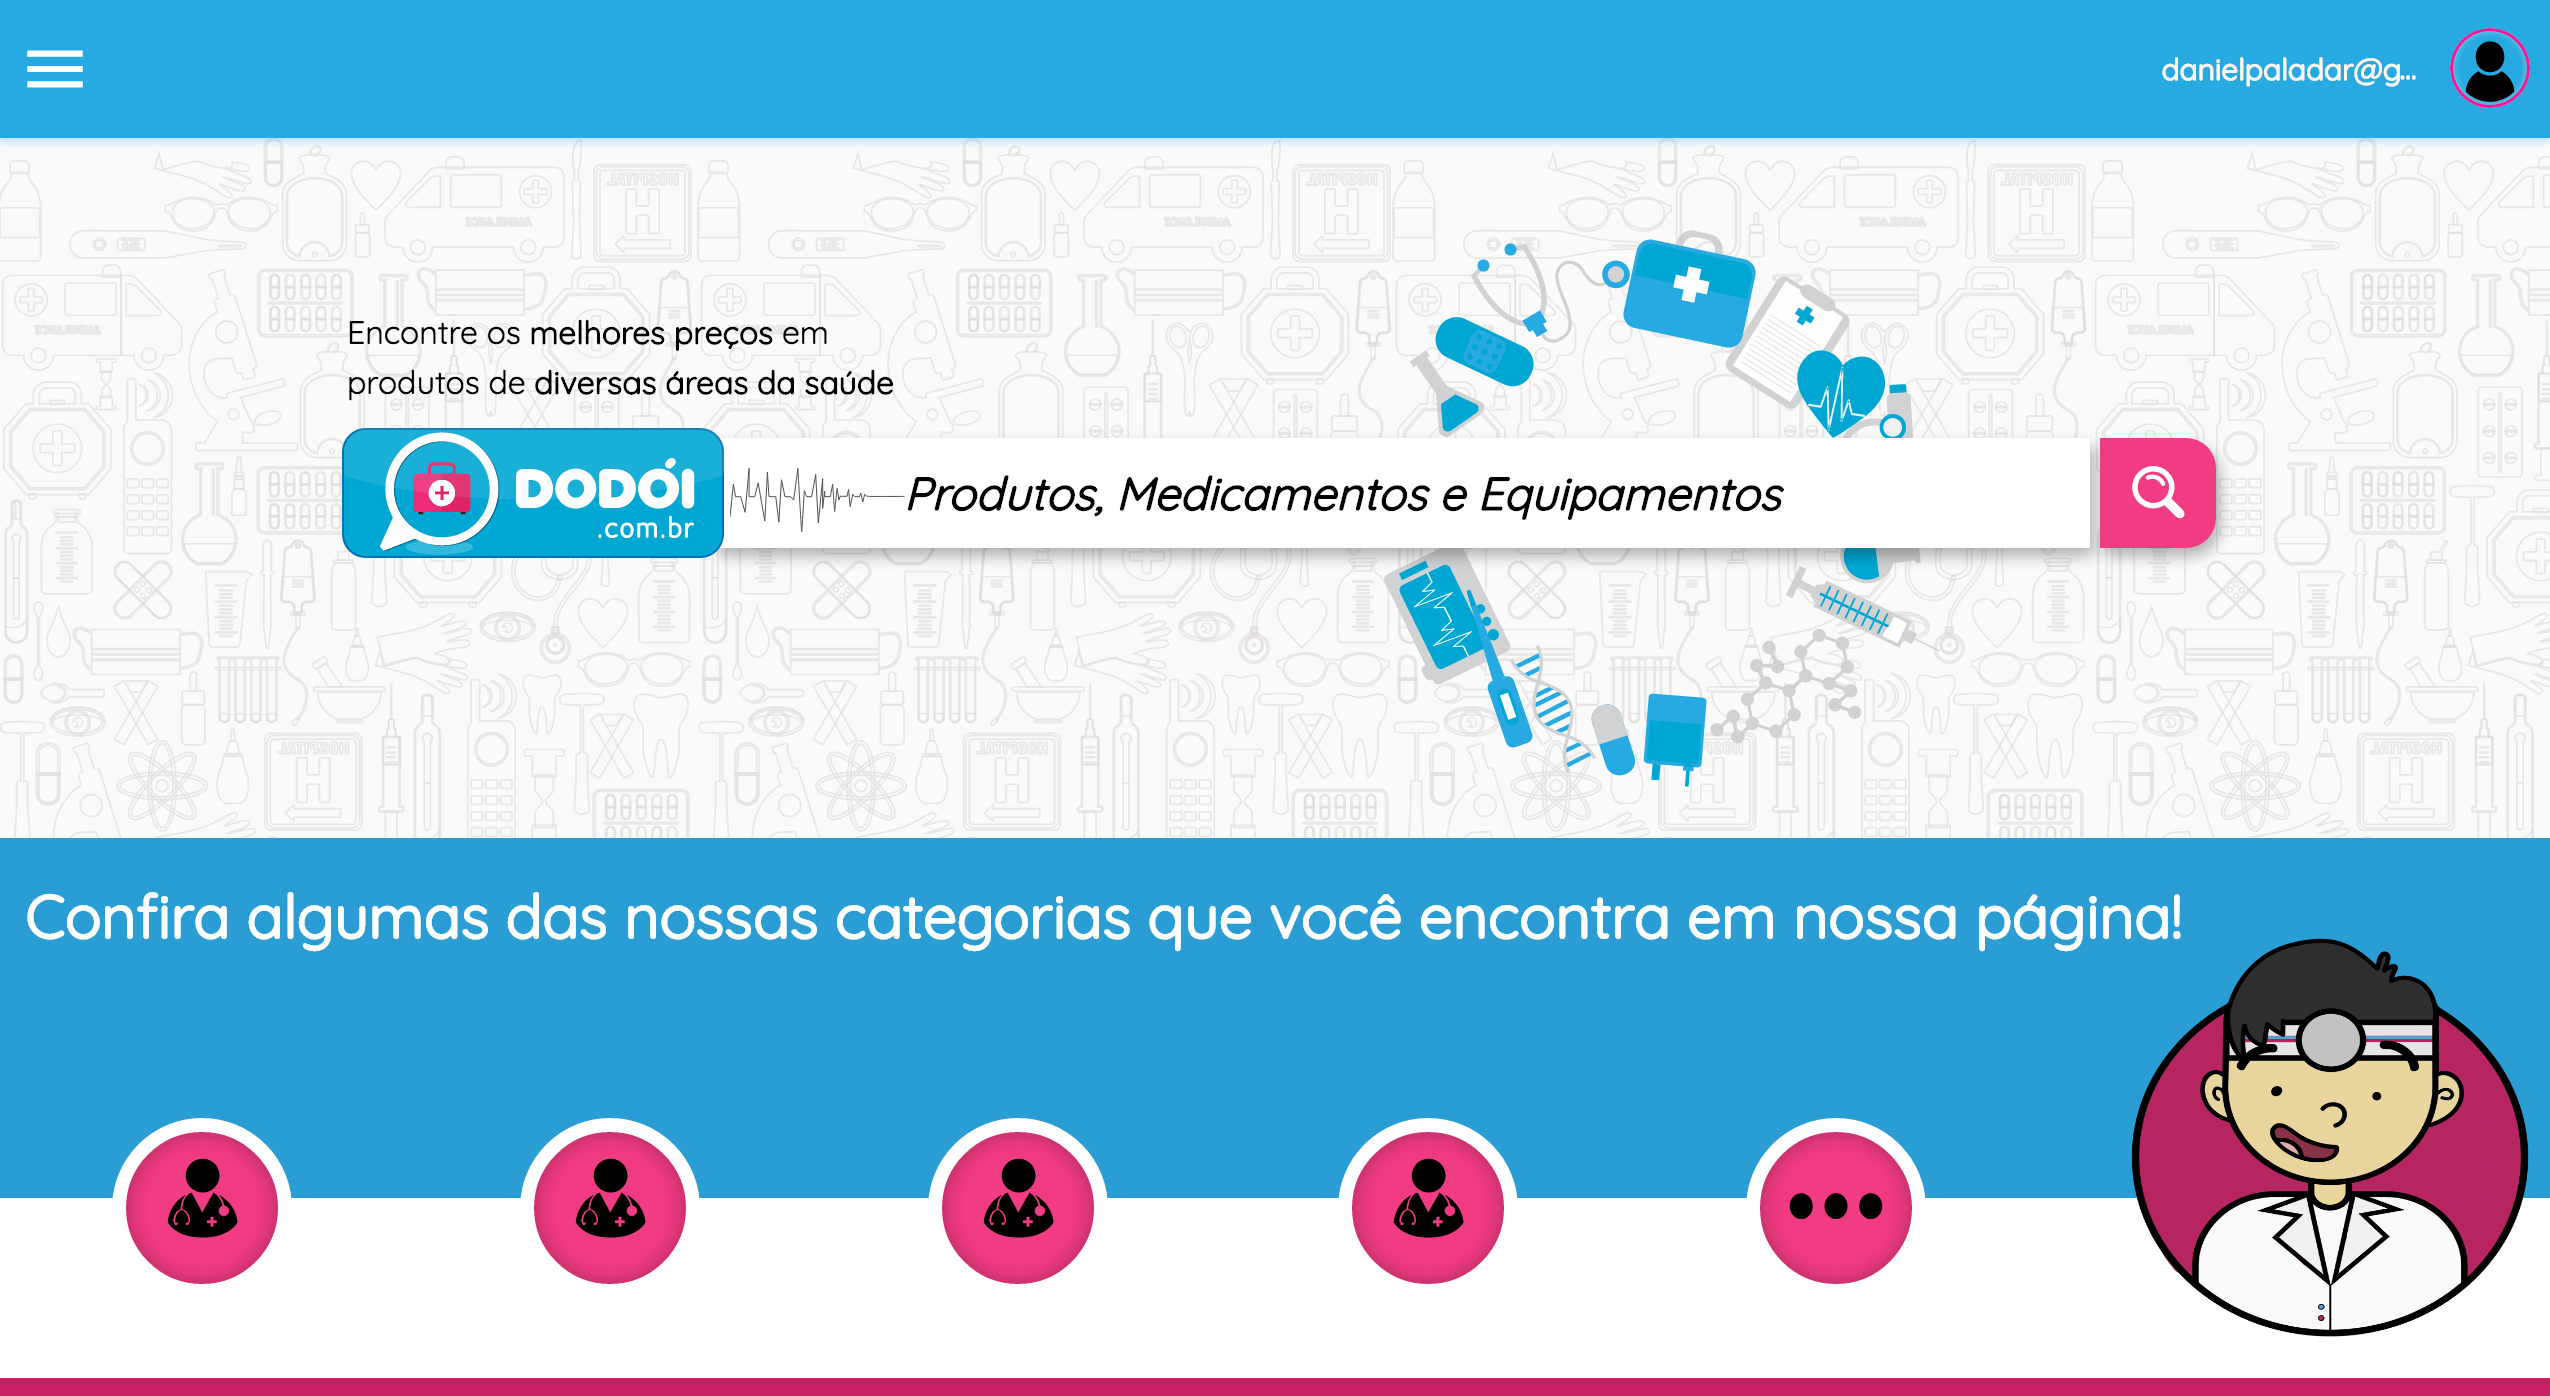 danielpaladar@g...
Encontre os melhores preços em
produtos de diversas áreas da saúde
DODÓI
.com.br
Produtos, Medicamentos e Equipamentos
Confira algumas das nossas categorias que você encontra em nossa página!